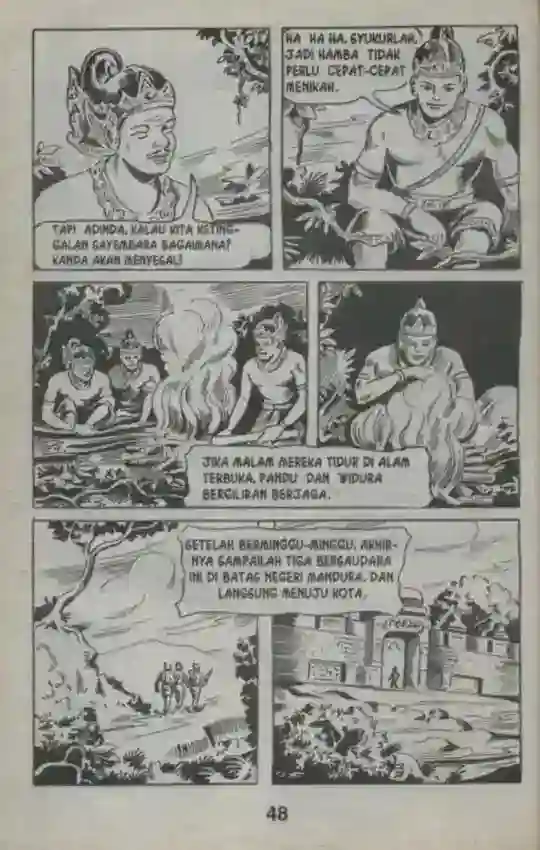 TAPI ADINDA, KALAU KITA KETING-
GALAN SAYEMBARA BAGAIMANA?
KANDA AKAN MENYESAL!
HA HA HA, SYUKURLAH,
JADI HAMBA TIDAK
PERLU CEPAT-CEPAT
MENIKAH.
JIKA MALAM MEREKA TIDUR DI ALAM
TERBUKA, PANDU DAN WIDURA
BERGILIRAN BERJAGA.
SETELAH BERMINGGU-MINGGU, AKHIR-
NYA SAMPAILAH TIGA BERSAUDARA
INI DI BATAS NEGERI MANDURA, DAN
LANGSUNG MENUJU KOTA.
48